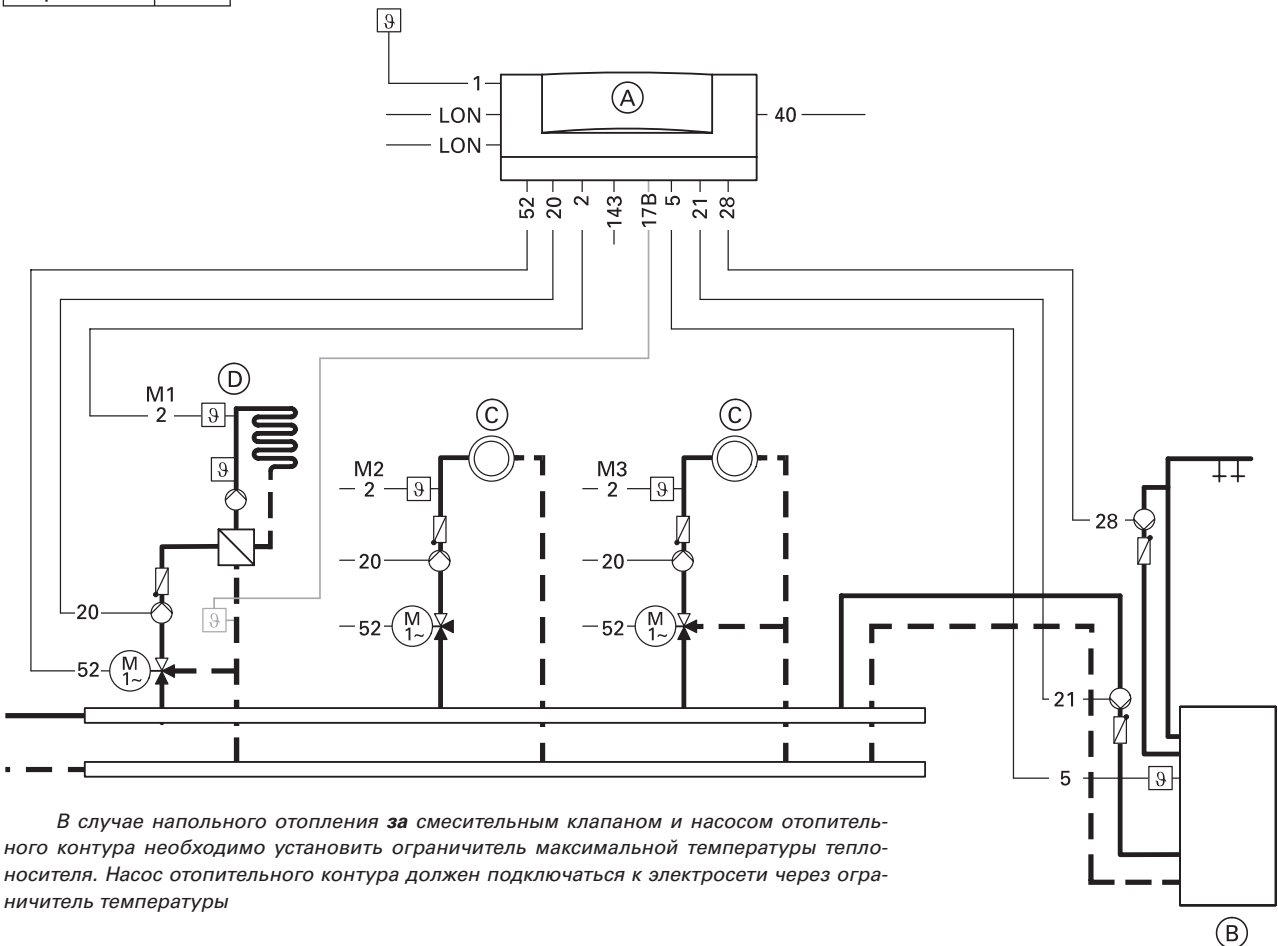 ϑ
1
A
LON
40
LON
52
20
2
143
17B
5
21
28
D
M1
2
ϑ
C
C
ϑ
M2
2
ϑ
M3
2
ϑ
28
20
20
20
ϑ
52
M
1~
52
M
1~
52
M
1~
21
5
ϑ
В случае напольного отопления за смесительным клапаном и насосом отопитель-
ного контура необходимо установить ограничитель максимальной температуры тепло-
носителя. Насос отопительного контура должен подключаться к электросети через огра-
ничитель температуры
B